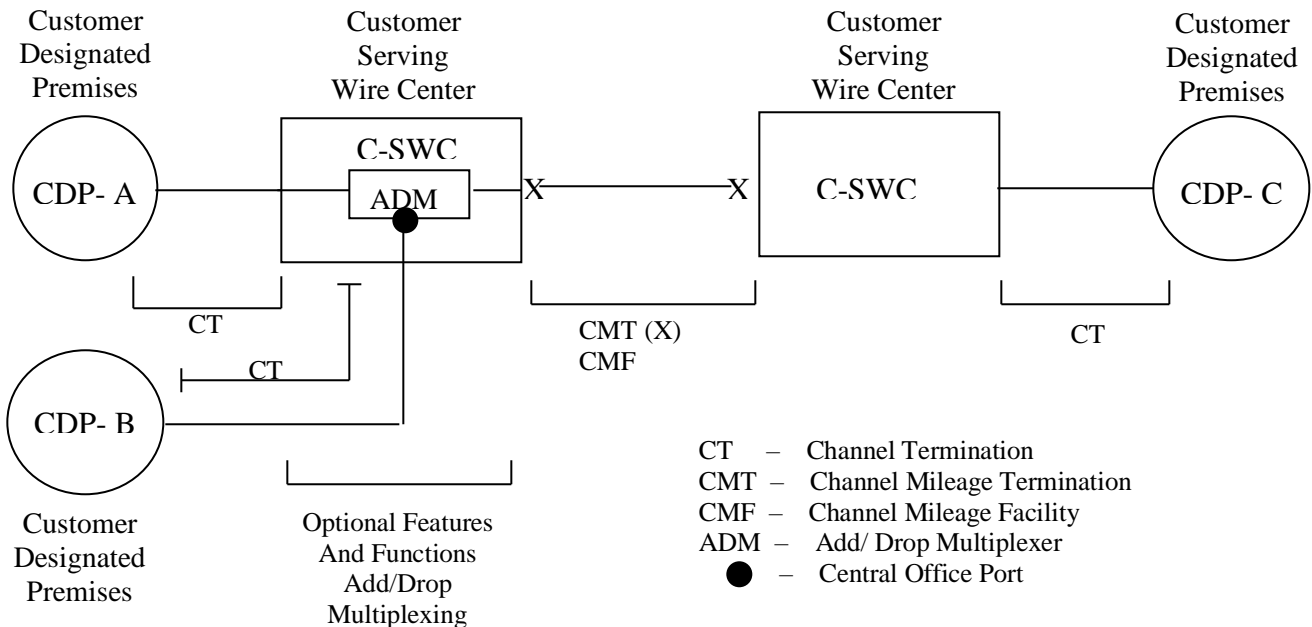 Customer
Designated
Premises
Customer
Serving
Wire Center
Customer
Serving
Wire Center
Customer
Designated
Premises
CDP- A
C-SWC
ADM
X
X
C-SWC
CDP- C
CT
CMT (X)
CMF
CT
CT
CDP- B
Customer
Designated
Premises
Optional Features
And Functions
Add/Drop
Multiplexing
CT – Channel Termination
CMT – Channel Mileage Termination
CMF – Channel Mileage Facility
ADM – Add/ Drop Multiplexer
– Central Office Port